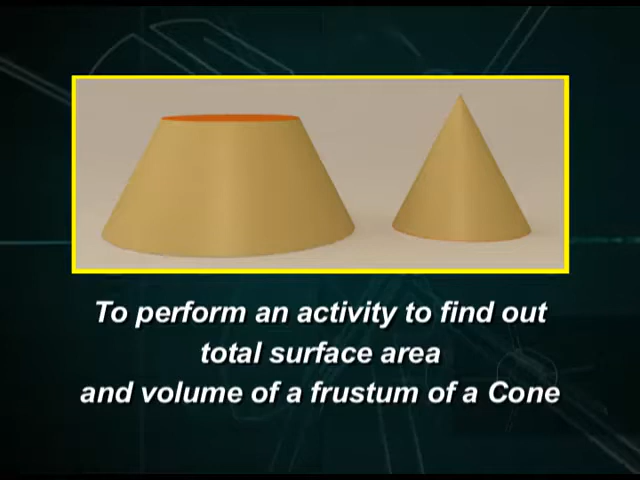 To perform an activity to find out
total surface area
and volume of a frustum of a Cone